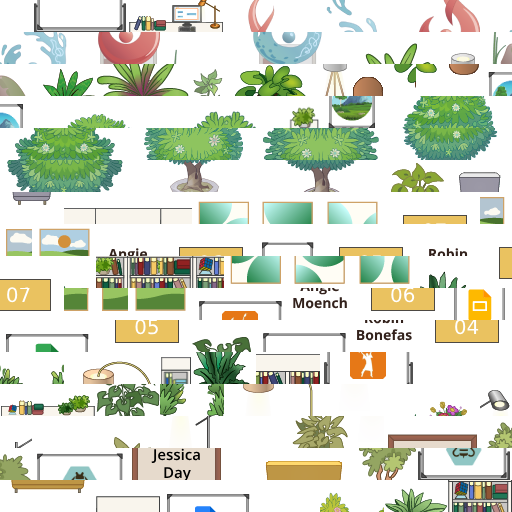 Angie
Robin
07
Angie
Moench
06
05
Robin
Bonefas
04
Jessica
Day